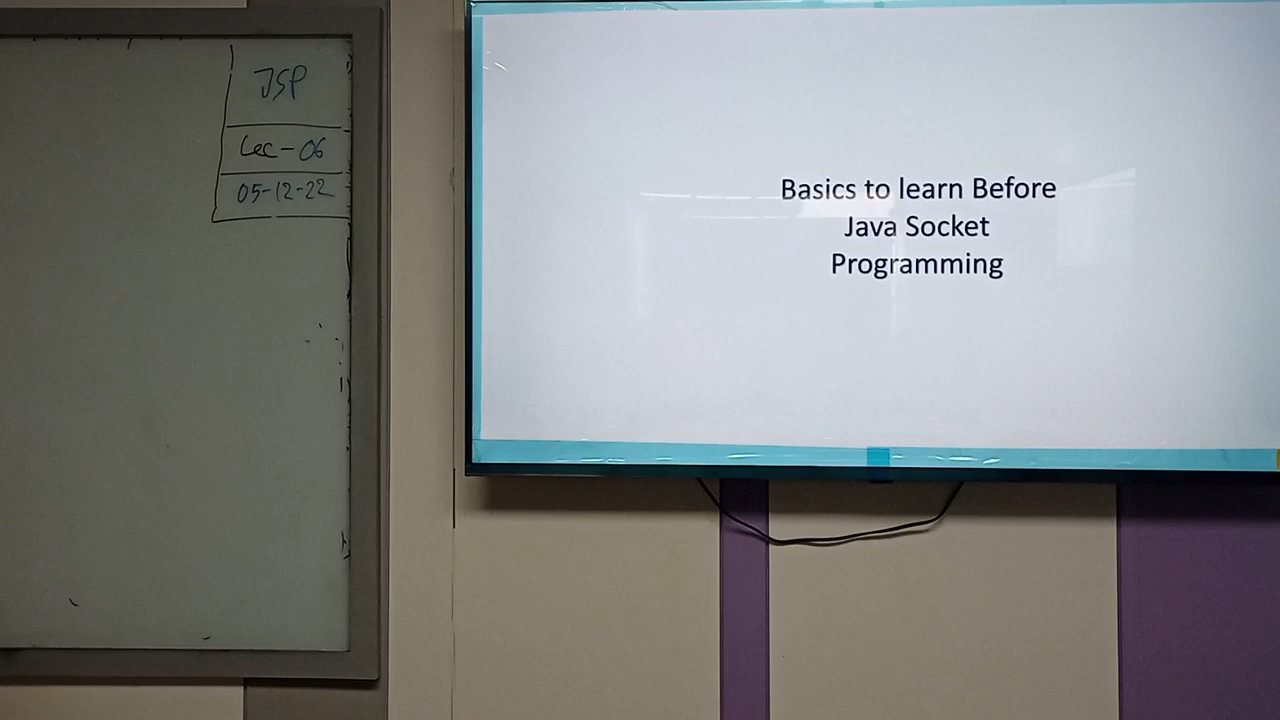 JSP
Lec-06
05-12-22
Basics to learn Before
Java Socket
Programming